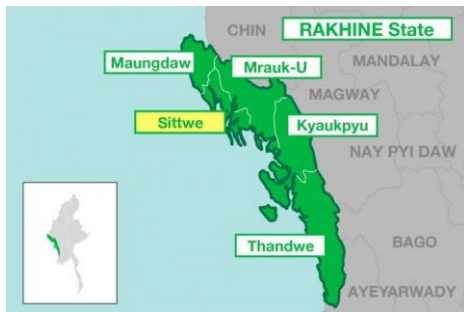 CHIN
RAKHINE State
Maungdaw
Mrauk-U
MANDALAY
MAGWAY
Sittwe
Kyaukpyu
NAY PYI DAW
Thandwe
BAGO
AYEYARWADY